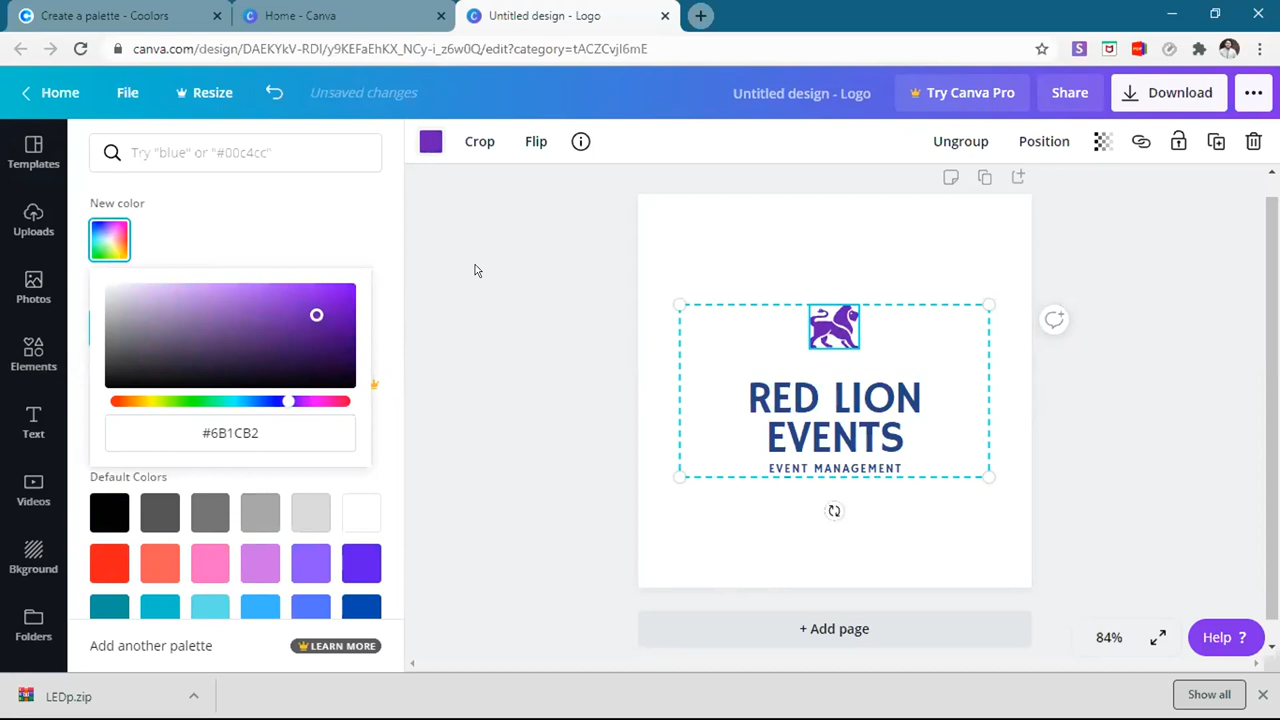 Create a palette - Coolors
Home - Canva
Untitled design - Logo
canva.com/design/DAEKYkV-RDI/y9KEFaEhKX_NCy-i_z6w0Q/edit?category=tACZCvjI6mE
Home
File
Resize
Unsaved changes
Untitled design - Logo
Try Canva Pro
Share
Download
Templates
Uploads
Photos
Elements
Text
Videos
Bkground
Folders
Try "blue" or "#00c4cc"
New color
#6B1CB2
Default Colors
Add another palette
LEARN MORE
Crop
Flip
Ungroup
Position
RED LION
EVENTS
EVENT MANAGEMENT
+ Add page
84%
Help ?
LEDp.zip
Show all